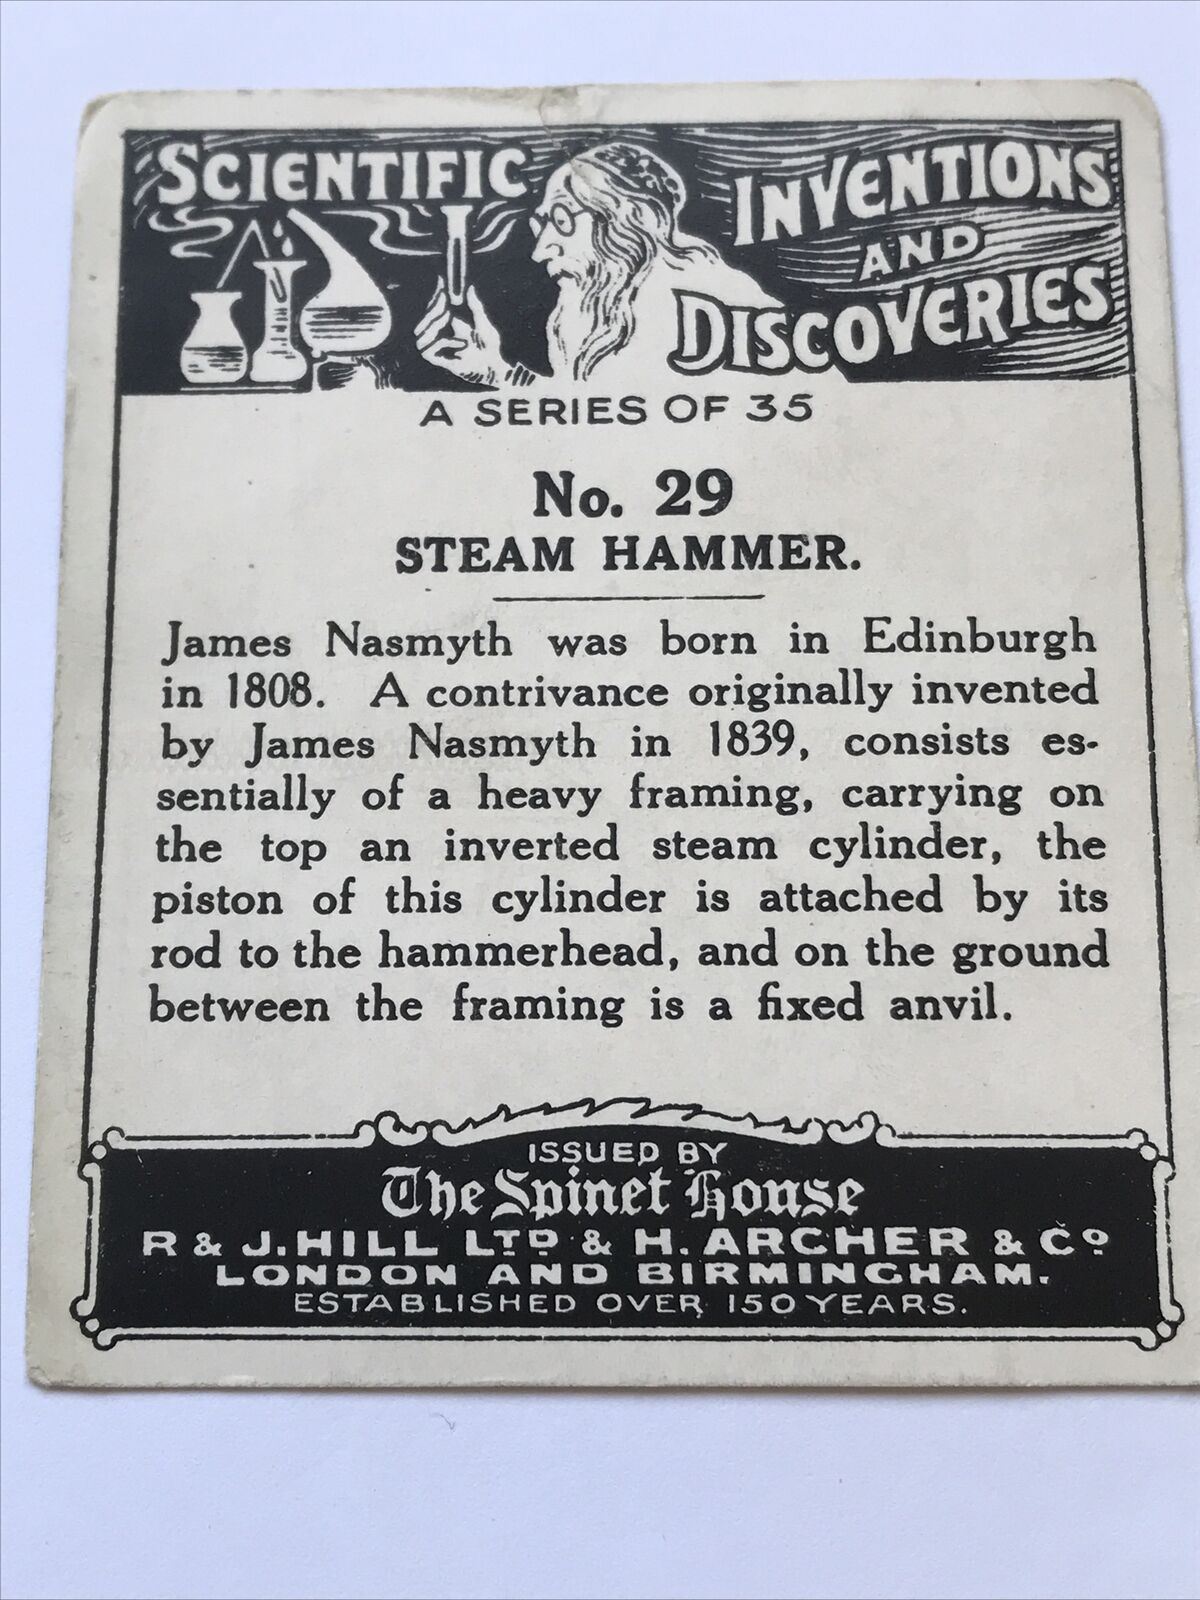 SCIENTIFIC
INVENTIONS
AND
DISCOVERIES
A SERIES OF 35
No. 29
STEAM HAMMER.
James Nasmyth was born in Edinburgh
in 1808. A contrivance originally invented
by James Nasmyth in 1839, consists es-
sentially of a heavy framing, carrying on
the top an inverted steam cylinder, the
piston of this cylinder is attached by its
rod to the hammerhead, and on the ground
between the framing is a fixed anvil.
ISSUED BY
The Spinet House
R & J. HILL LTD & H. ARCHER & Co
LONDON AND BIRMINGHAM.
ESTABLISHED OVER 150 YEARS.